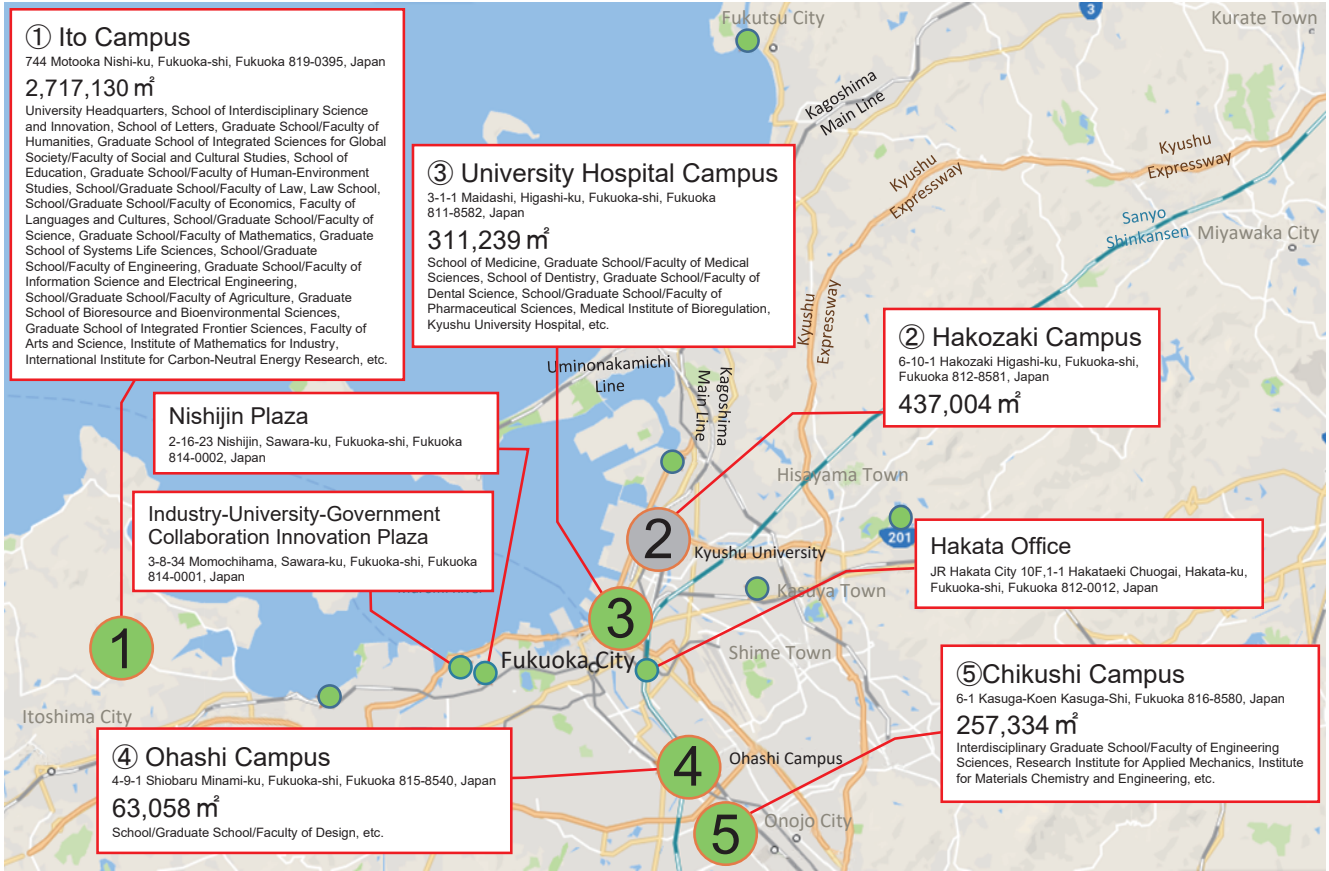 ① Ito Campus
744 Motooka Nishi-ku, Fukuoka-shi, Fukuoka 819-0395, Japan
2,717,130 ㎡
University Headquarters, School of Interdisciplinary Science
and Innovation, School of Letters, Graduate School/Faculty of
Humanities, Graduate School of Integrated Sciences for Global
Society/Faculty of Social and Cultural Studies, School of
Education, Graduate School/Faculty of Human-Environment
Studies, School/Graduate School/Faculty of Law, Law School,
School/Graduate School/Faculty of Economics, Faculty of
Languages and Cultures, School/Graduate School/Faculty of
Science, Graduate School/Faculty of Mathematics, Graduate
School of Systems Life Sciences, School/Graduate
School/Faculty of Engineering, Graduate School/Faculty of
Information Science and Electrical Engineering,
School/Graduate School/Faculty of Agriculture, Graduate
School of Bioresource and Bioenvironmental Sciences,
Graduate School of Integrated Frontier Sciences, Faculty of
Arts and Science, Institute of Mathematics for Industry,
International Institute for Carbon-Neutral Energy Research, etc.
③ University Hospital Campus
3-1-1 Maidashi, Higashi-ku, Fukuoka-shi, Fukuoka
811-8582, Japan
311,239 ㎡
School of Medicine, Graduate School/Faculty of Medical
Sciences, School of Dentistry, Graduate School/Faculty of
Dental Science, School/Graduate School/Faculty of
Pharmaceutical Sciences, Medical Institute of Bioregulation,
Kyushu University Hospital, etc.
② Hakozaki Campus
6-10-1 Hakozaki Higashi-ku, Fukuoka-shi,
Fukuoka 812-8581, Japan
437,004 ㎡
Nishijin Plaza
2-16-23 Nishijin, Sawara-ku, Fukuoka-shi, Fukuoka
814-0002, Japan
Industry-University-Government
Collaboration Innovation Plaza
3-8-34 Momochihama, Sawara-ku, Fukuoka-shi, Fukuoka
814-0001, Japan
Hakata Office
JR Hakata City 10F,1-1 Hakataeki Chuogai, Hakata-ku,
Fukuoka-shi, Fukuoka 812-0012, Japan
⑤Chikushi Campus
6-1 Kasuga-Koen Kasuga-Shi, Fukuoka 816-8580, Japan
257,334 ㎡
Interdisciplinary Graduate School/Faculty of Engineering
Sciences, Research Institute for Applied Mechanics, Institute
for Materials Chemistry and Engineering, etc.
④ Ohashi Campus
4-9-1 Shiobaru Minami-ku, Fukuoka-shi, Fukuoka 815-8540, Japan
63,058 ㎡
School/Graduate School/Faculty of Design, etc.
Fukutsu City
3
Kurate Town
Kagoshima
Main Line
Kyushu
Expressway
Kyushu
Expressway
Sanyo
Shinkansen
Miyawaka City
Kyushu
Expressway
Uminonakamichi
Line
Kagoshima
Main Line
Hisayama Town
201
2
Kyushu University
Kasuya Town
3
1
Fukuoka City
Shime Town
Itoshima City
4
Ohashi Campus
5
Onojo City